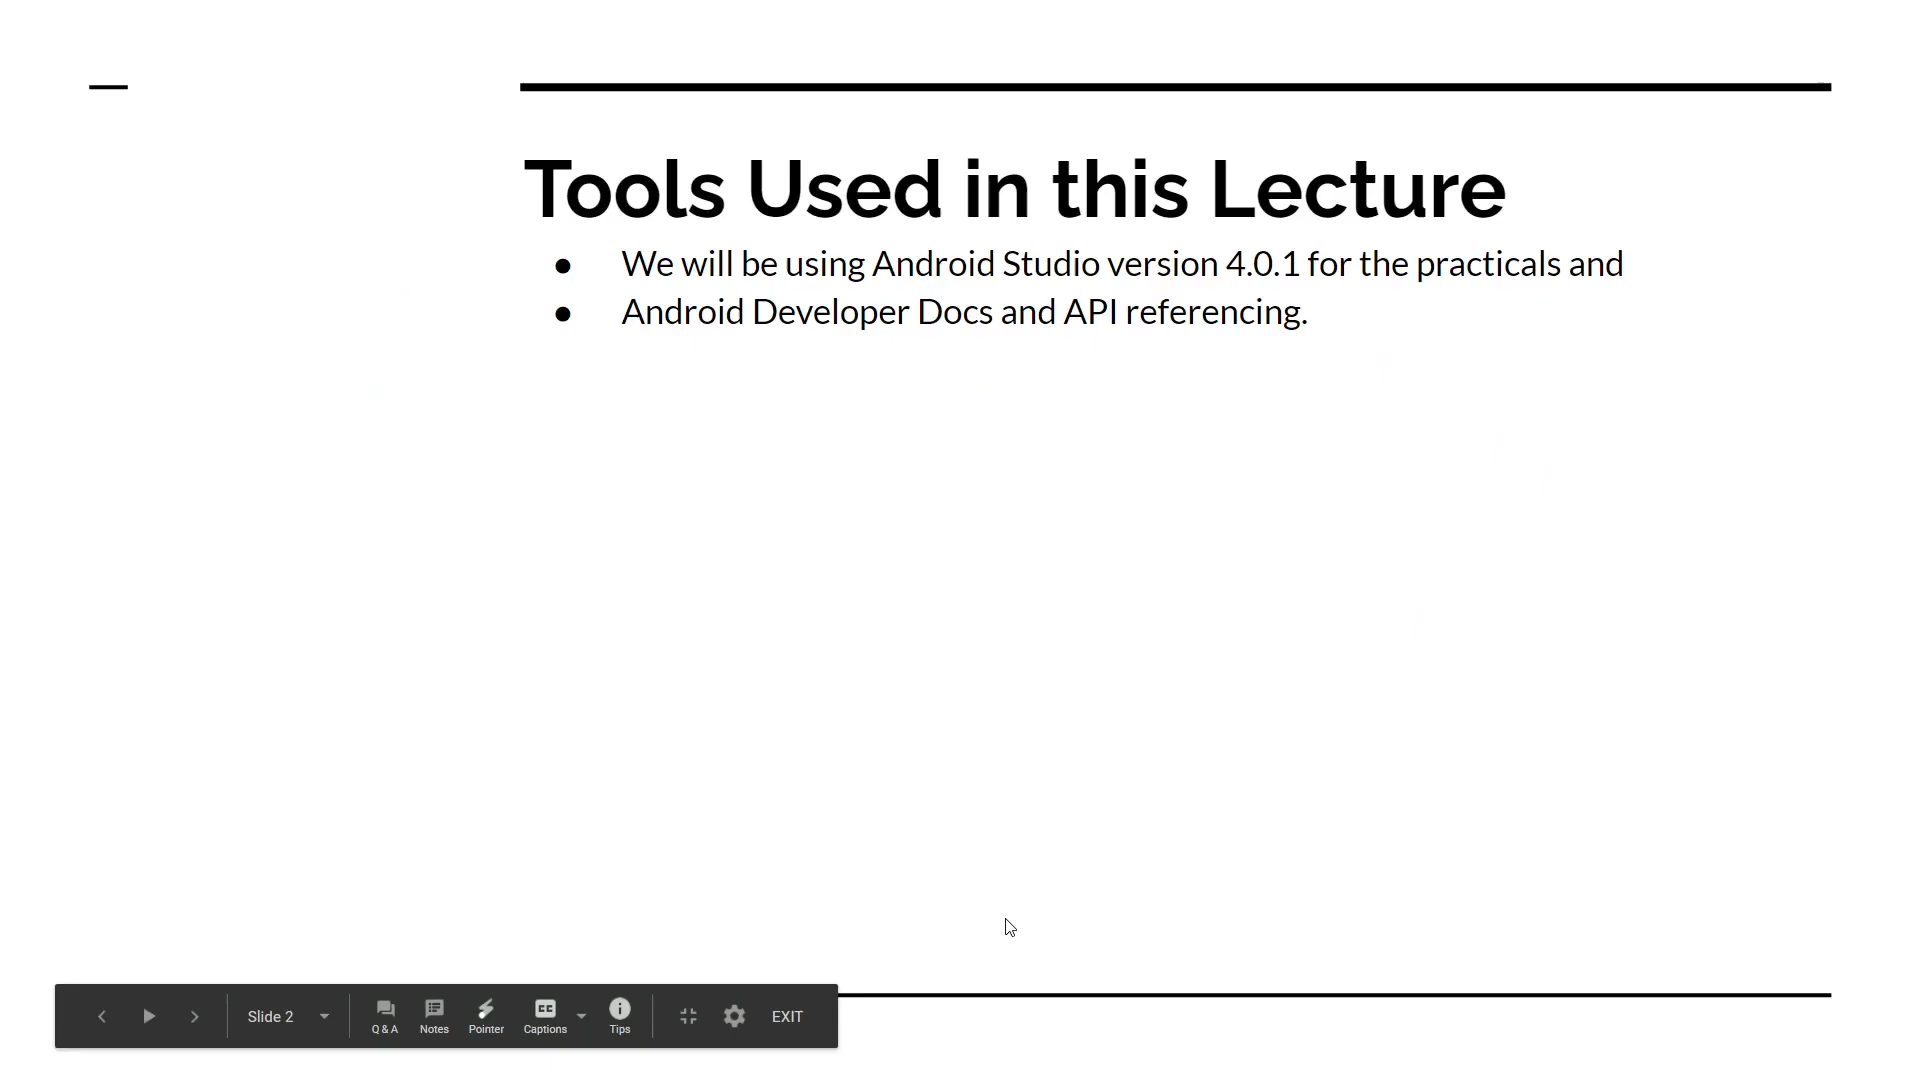 Tools Used in this Lecture
● We will be using Android Studio version 4.0.1 for the practicals and
● Android Developer Docs and API referencing.
Slide 2
Q & A
Notes
Pointer
CC
Captions
Tips
EXIT